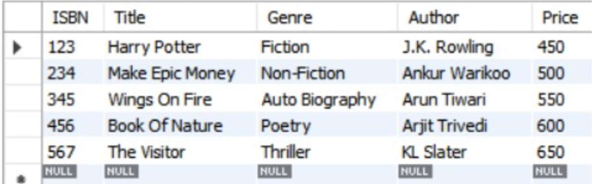 ISBN Title Genre Author Price
123 Harry Potter Fiction J.K. Rowling 450
234 Make Epic Money Non-Fiction Ankur Warikoo 500
345 Wings On Fire Auto Biography Arun Tiwari 550
456 Book Of Nature Poetry Arjit Trivedi 600
567 The Visitor Thriller KL Slater 650
NULL NULL NULL NULL NULL